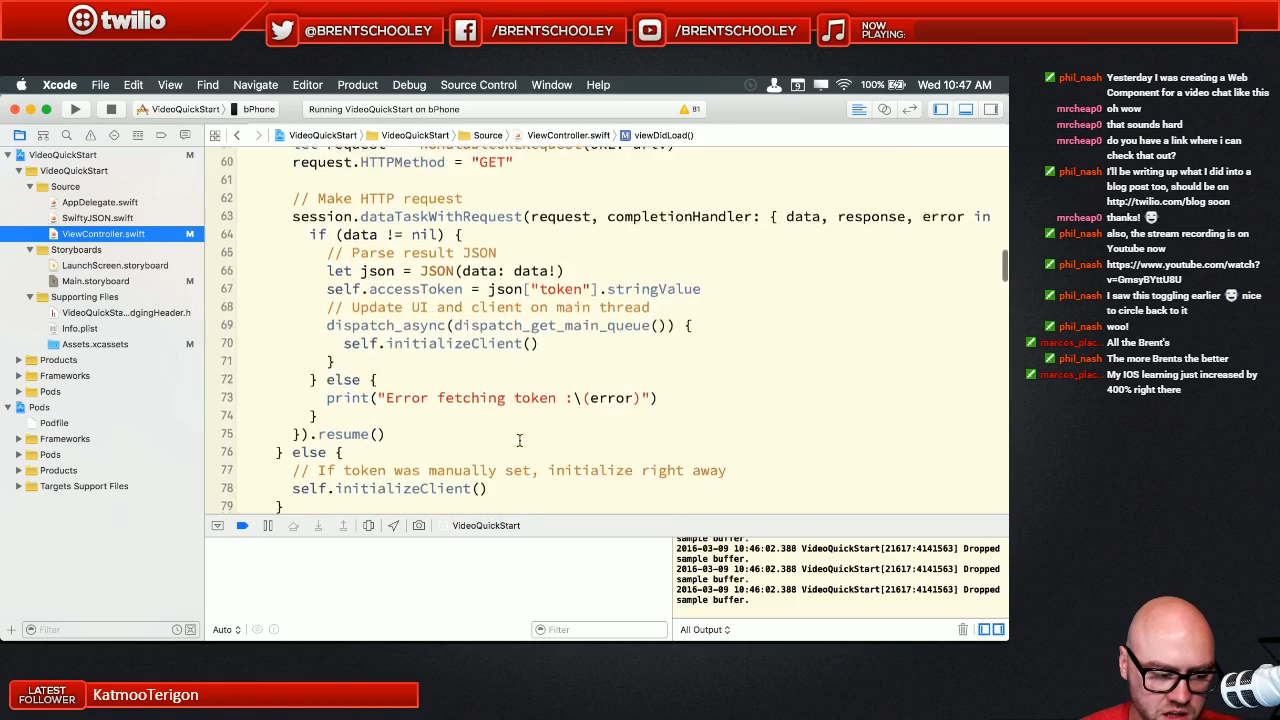 twilio
@BRENTSCHOOLEY
/BRENTSCHOOLEY
/BRENTSCHOOLEY
NOW
PLAYING:
Xcode File Edit View Find Navigate Editor Product Debug Source Control Window Help
100% Wed 10:47 AM
VideoQuickStart bPhone
Running VideoQuickStart on bPhone
81
VideoQuickStart VideoQuickStart Source ViewController.swift viewDidLoad()
VideoQuickStart M
VideoQuickStart
Source
AppDelegate.swift
SwiftyJSON.swift
ViewController.swift M
Storyboards
LaunchScreen.storyboard
Main.storyboard
Supporting Files
VideoQuickSta...dgingHeader.h
Info.plist
Assets.xcassets M
Products
Frameworks
Pods
Pods
Podfile
Frameworks
Pods
Products
Targets Support Files
Filter
60 request.HTTPMethod = "GET"
61
62 // Make HTTP request
63 session.dataTaskWithRequest(request, completionHandler: { data, response, error in
64 if (data != nil) {
65 // Parse result JSON
66 let json = JSON(data: data!)
67 self.accessToken = json["token"].stringValue
68 // Update UI and client on main thread
69 dispatch_async(dispatch_get_main_queue()) {
70 self.initializeClient()
71 }
72 } else {
73 print("Error fetching token :\(error)")
74 }
75 }).resume()
76 } else {
77 // If token was manually set, initialize right away
78 self.initializeClient()
79 }
VideoQuickStart
sample buffer.
2016-03-09 10:46:02.388 VideoQuickStart[21617:4141563] Dropped
sample buffer.
2016-03-09 10:46:02.388 VideoQuickStart[21617:4141563] Dropped
sample buffer.
2016-03-09 10:46:02.388 VideoQuickStart[21617:4141563] Dropped
sample buffer.
Auto
Filter
All Output
phil_nash Yesterday I was creating a Web
Component for a video chat like this
mrcheap0 oh wow
mrcheap0 that sounds hard
mrcheap0 do you have a link where i can
check that out?
phil_nash I'll be writing up what I did into a
blog post too, should be on
http://twilio.com/blog soon
mrcheap0 thanks!
phil_nash also, the stream recording is on
Youtube now
phil_nash https://www.youtube.com/watch?
v=GmsyBYttU8U
phil_nash I saw this toggling earlier nice
to circle back to it
phil_nash woo!
marcos_plac... All the Brent's
phil_nash The more Brents the better
marcos_plac... My IOS learning just increased by
400% right there
LATEST
FOLLOWER
KatmooTerigon